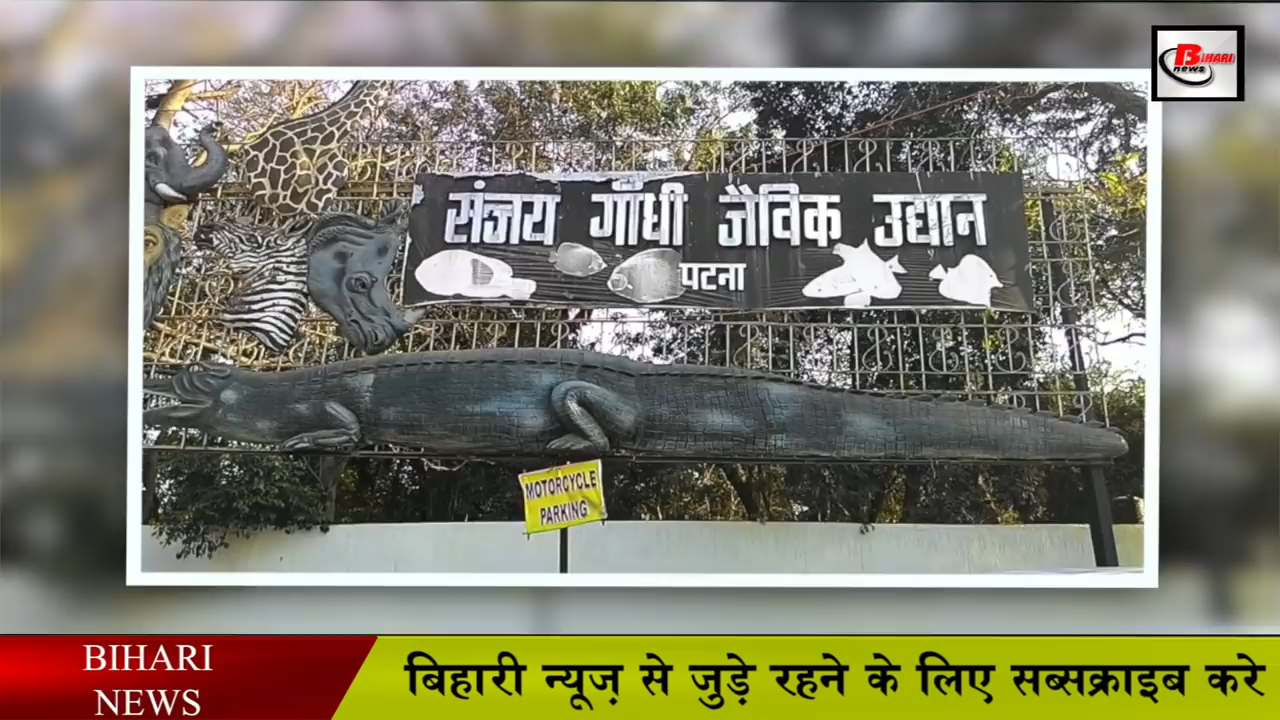 BIHARI
news
संजय गाँधी जैविक उद्यान
पटना
MOTORCYCLE
PARKING
BIHARI
NEWS
बिहारी न्यूज़ से जुड़े रहने के लिए सब्सक्राइब करे